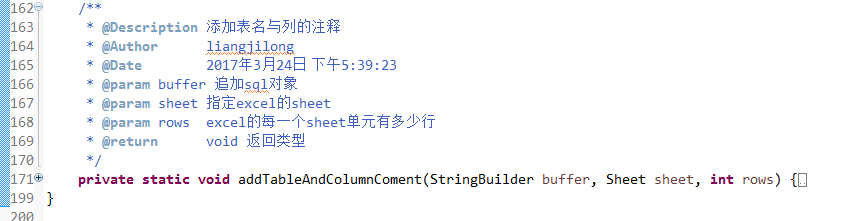 162 /**
163 * @Description 添加表名与列的注释
164 * @Author liangjilong
165 * @Date 2017年3月24日 下午5:39:23
166 * @param buffer 追加sql对象
167 * @param sheet 指定excel的sheet
168 * @param rows excel的每一个sheet单元有多少行
169 * @return void 返回类型
170 */
171 private static void addTableAndColumnComent(StringBuilder buffer, Sheet sheet, int rows) {
199 }
200